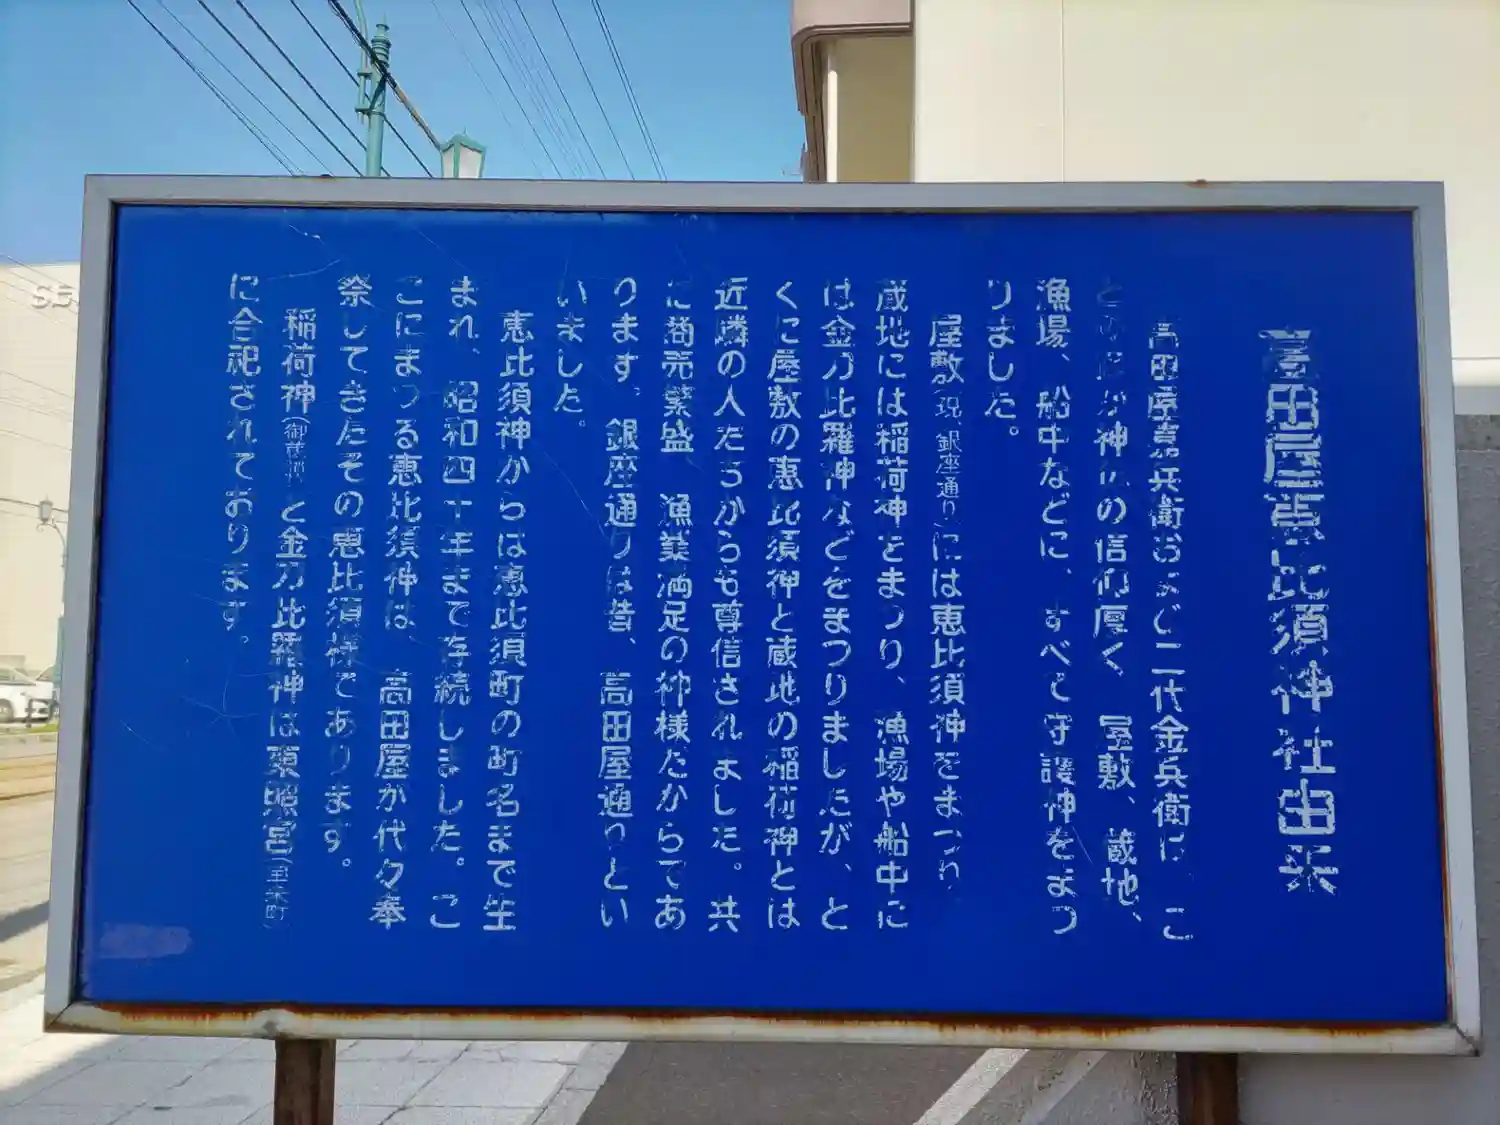 高田屋恵比須神社由来
高田屋嘉兵衛および二代金兵衛は、こ
とのほか神仏の信仰厚く、屋敷、蔵地、
漁場、船中などに、すべて守護神をまつ
りました。
屋敷(現、銀座通り)には恵比須神をまつり、
蔵地には稲荷神をまつり、漁場や船中に
は金刀比羅神などをまつりましたが、と
くに屋敷の恵比須神と蔵地の稲荷神とは
近隣の人たちからも尊信されました。共
に商売繁盛、漁業満足の神様だからであ
ります。銀座通りは昔、高田屋通りとい
いました。
恵比須神からは恵比須町の町名まで生
まれ、昭和四十年まで存続しました。こ
こにまつる恵比須神は、高田屋が代々奉
祭してきたその恵比須様であります。
稲荷神(御蔵稲荷)と金刀比羅神は東照宮(宝来町)
に合祀されております。